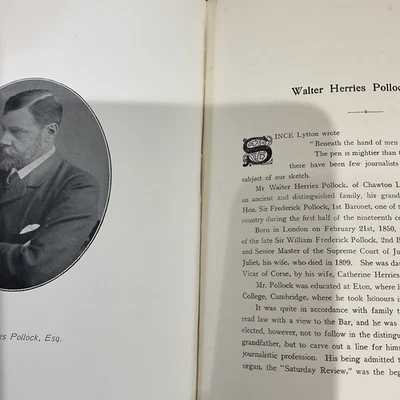 es Pollock, Esq.
Walter Herries Polloc
SINCE Lytton wrote
"Beneath the hand of men
The pen is mightier than t
there have been few journalists
subject of our sketch.
Mr Walter Herries Pollock, of Chawton L
an ancient and distinguished family, his grand
Hon. Sir Frederick Pollock, 1st Baronet, one of t
country during the first half of the nineteenth ce
Born in London on February 21st, 1850,
of the late Sir William Frederick Pollock, 2nd B
and Senior Master of the Supreme Court of Ju
Juliet, his wife, who died in 1899. She was da
Vicar of Corse, by his wife, Catherine Herries
Mr. Pollock was educated at Eton, where h
College, Cambridge, where he took honours i
It was quite in accordance with family t
read law with a view to the Bar, and he was
elected, however, not to follow in the distingu
grandfather, but to carve out a line for hims
journalistic profession. His being admitted t
organ, the "Saturday Review," was the beg